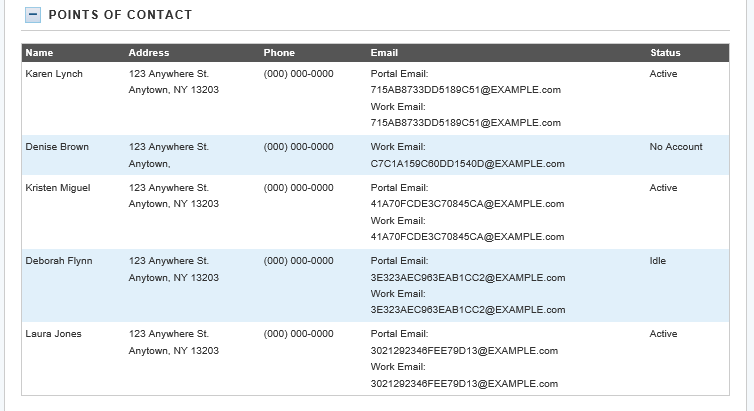 POINTS OF CONTACT
Name Address Phone Email Status
Karen Lynch 123 Anywhere St. (000) 000-0000 Portal Email: Active
Anytown, NY 13203 715AB8733DD5189C51@EXAMPLE.com
Work Email:
715AB8733DD5189C51@EXAMPLE.com
Denise Brown 123 Anywhere St. (000) 000-0000 Work Email: No Account
Anytown, C7C1A159C60DD1540D@EXAMPLE.com
Kristen Miguel 123 Anywhere St. (000) 000-0000 Portal Email: Active
Anytown, NY 13203 41A70FCDE3C70845CA@EXAMPLE.com
Work Email:
41A70FCDE3C70845CA@EXAMPLE.com
Deborah Flynn 123 Anywhere St. (000) 000-0000 Portal Email: Idle
Anytown, NY 13203 3E323AEC963EAB1CC2@EXAMPLE.com
Work Email:
3E323AEC963EAB1CC2@EXAMPLE.com
Laura Jones 123 Anywhere St. (000) 000-0000 Portal Email: Active
Anytown, NY 13203 3021292346FEE79D13@EXAMPLE.com
Work Email:
3021292346FEE79D13@EXAMPLE.com